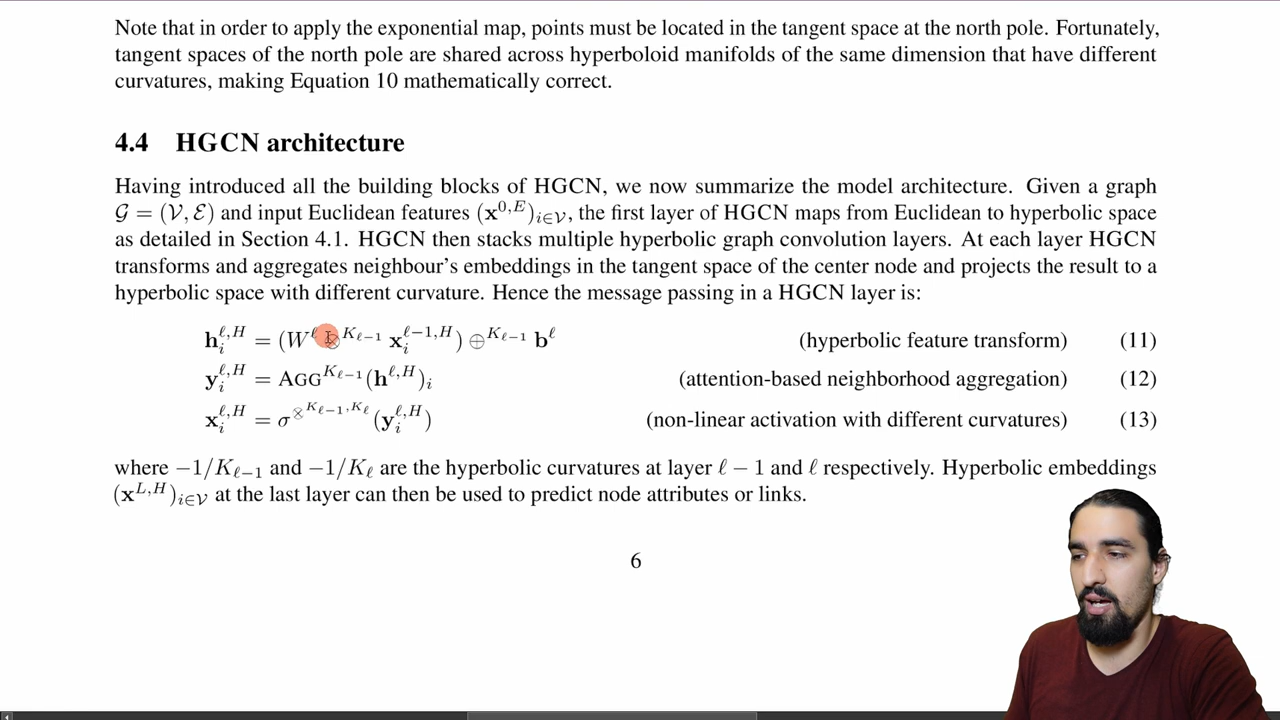 Note that in order to apply the exponential map, points must be located in the tangent space at the north pole. Fortunately,
tangent spaces of the north pole are shared across hyperboloid manifolds of the same dimension that have different
curvatures, making Equation 10 mathematically correct.
4.4 HGCN architecture
Having introduced all the building blocks of HGCN, we now summarize the model architecture. Given a graph
𝒢 = (𝒱, ℰ) and input Euclidean features (x^{0,E})_{i∈𝒱}, the first layer of HGCN maps from Euclidean to hyperbolic space
as detailed in Section 4.1. HGCN then stacks multiple hyperbolic graph convolution layers. At each layer HGCN
transforms and aggregates neighbour's embeddings in the tangent space of the center node and projects the result to a
hyperbolic space with different curvature. Hence the message passing in a HGCN layer is:
h_i^{ℓ,H} = (W^ℓ ⊗^{K_{ℓ−1}} x_i^{ℓ−1,H}) ⊕^{K_{ℓ−1}} b^ℓ (hyperbolic feature transform) (11)
y_i^{ℓ,H} = AGG^{K_{ℓ−1}}(h^{ℓ,H})_i (attention-based neighborhood aggregation) (12)
x_i^{ℓ,H} = σ^{⊗^{K_{ℓ−1},K_ℓ}}(y_i^{ℓ,H}) (non-linear activation with different curvatures) (13)
where −1/K_{ℓ−1} and −1/K_ℓ are the hyperbolic curvatures at layer ℓ − 1 and ℓ respectively. Hyperbolic embeddings
(x^{L,H})_{i∈𝒱} at the last layer can then be used to predict node attributes or links.
6